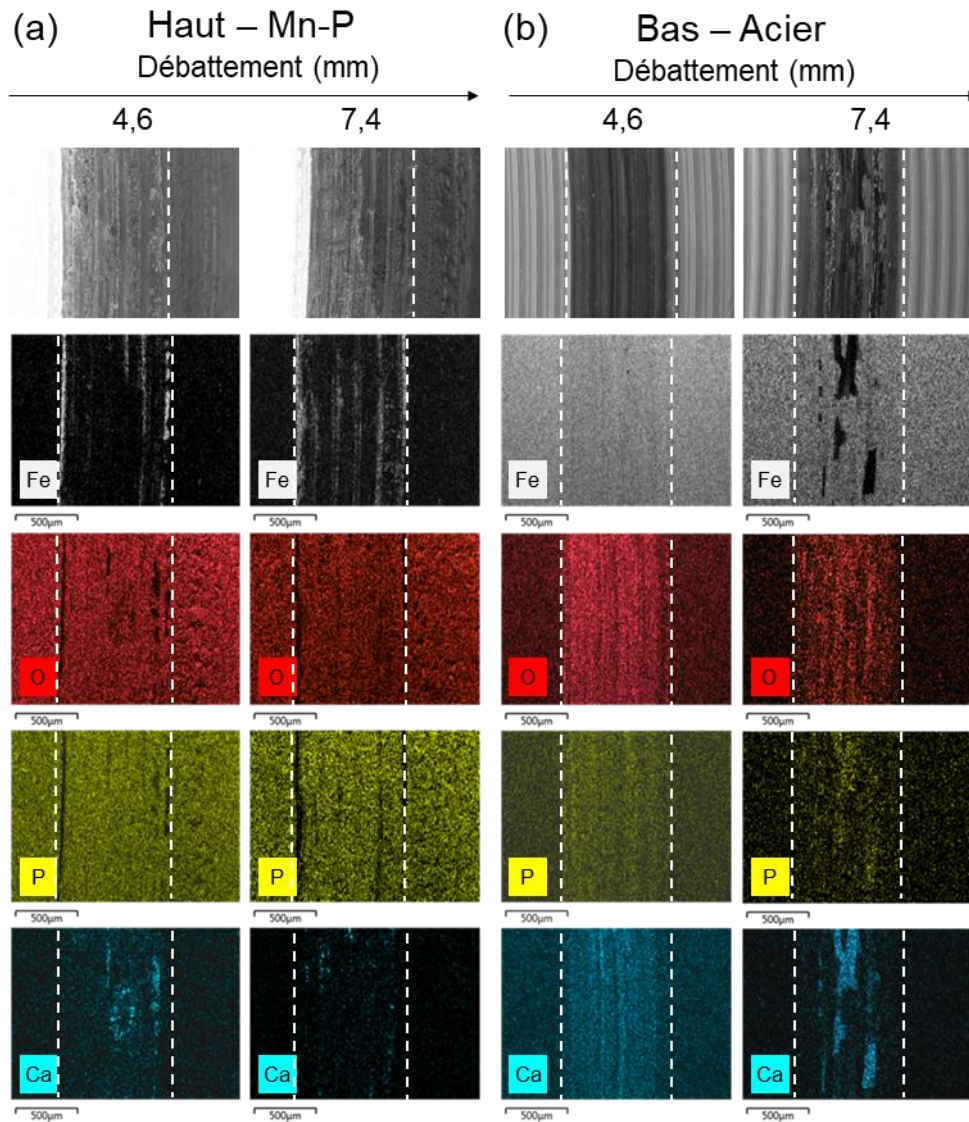 (a) Haut – Mn-P
Débattement (mm)
4,6 7,4
(b) Bas – Acier
Débattement (mm)
4,6 7,4
Fe Fe Fe Fe
500µm 500µm 500µm 500µm
O O O O
500µm 500µm 500µm 500µm
P P P P
500µm 500µm 500µm 500µm
Ca Ca Ca Ca
500µm 500µm 500µm 500µm